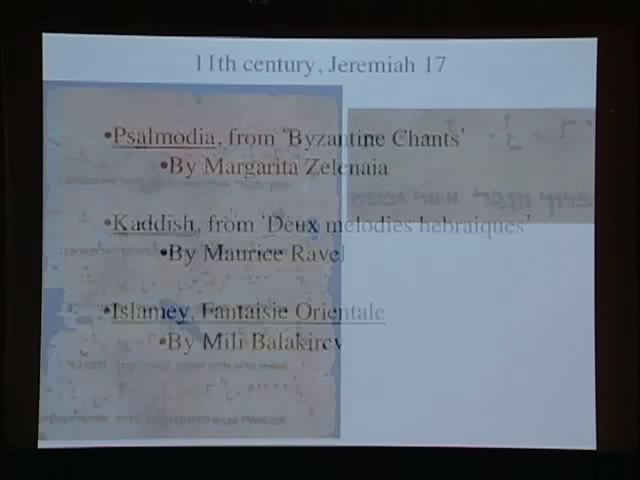 11th century, Jeremiah 17
•Psalmodia, from 'Byzantine Chants'
•By Margarita Zelenaia
•Kaddish, from 'Deux melodies hebraiques'
•By Maurice Ravel
•Islamey, Fantaisie Orientale
•By Mili Balakirev